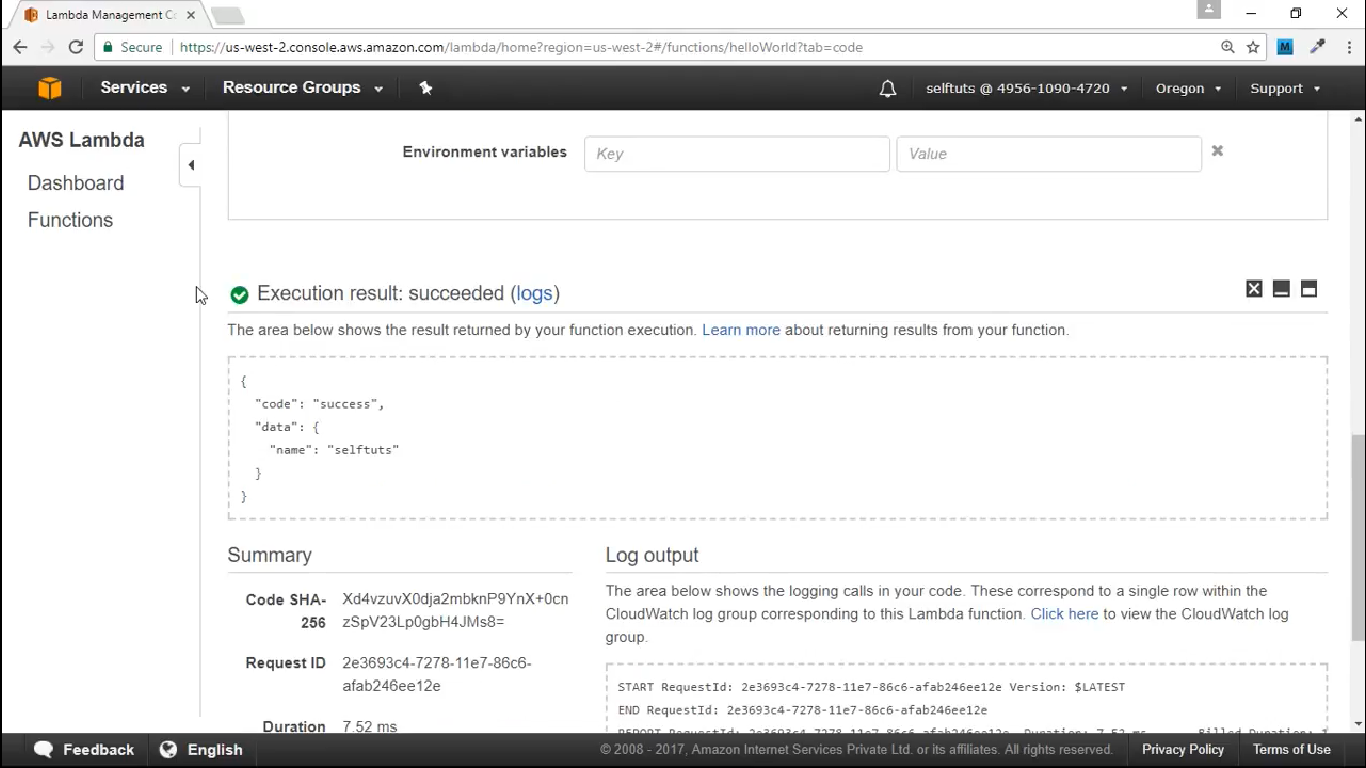 Lambda Management Co
Secure https://us-west-2.console.aws.amazon.com/lambda/home?region=us-west-2#/functions/helloWorld?tab=code
M
Services Resource Groups selftuts @ 4956-1090-4720 Oregon Support
AWS Lambda
Dashboard
Functions
Environment variables Key Value
Execution result: succeeded (logs)
The area below shows the result returned by your function execution. Learn more about returning results from your function.
{
"code": "success",
"data": {
"name": "selftuts"
}
}
Summary
Code SHA-256 Xd4vzuvX0dja2mbknP9YnX+0cnzSpV23Lp0gbH4JMs8=
Request ID 2e3693c4-7278-11e7-86c6-afab246ee12e
Duration 7.52 ms
Log output
The area below shows the logging calls in your code. These correspond to a single row within the
CloudWatch log group corresponding to this Lambda function. Click here to view the CloudWatch log
group.
START RequestId: 2e3693c4-7278-11e7-86c6-afab246ee12e Version: $LATEST
END RequestId: 2e3693c4-7278-11e7-86c6-afab246ee12e
Feedback English © 2008 - 2017, Amazon Internet Services Private Ltd. or its affiliates. All rights reserved. Privacy Policy Terms of Use